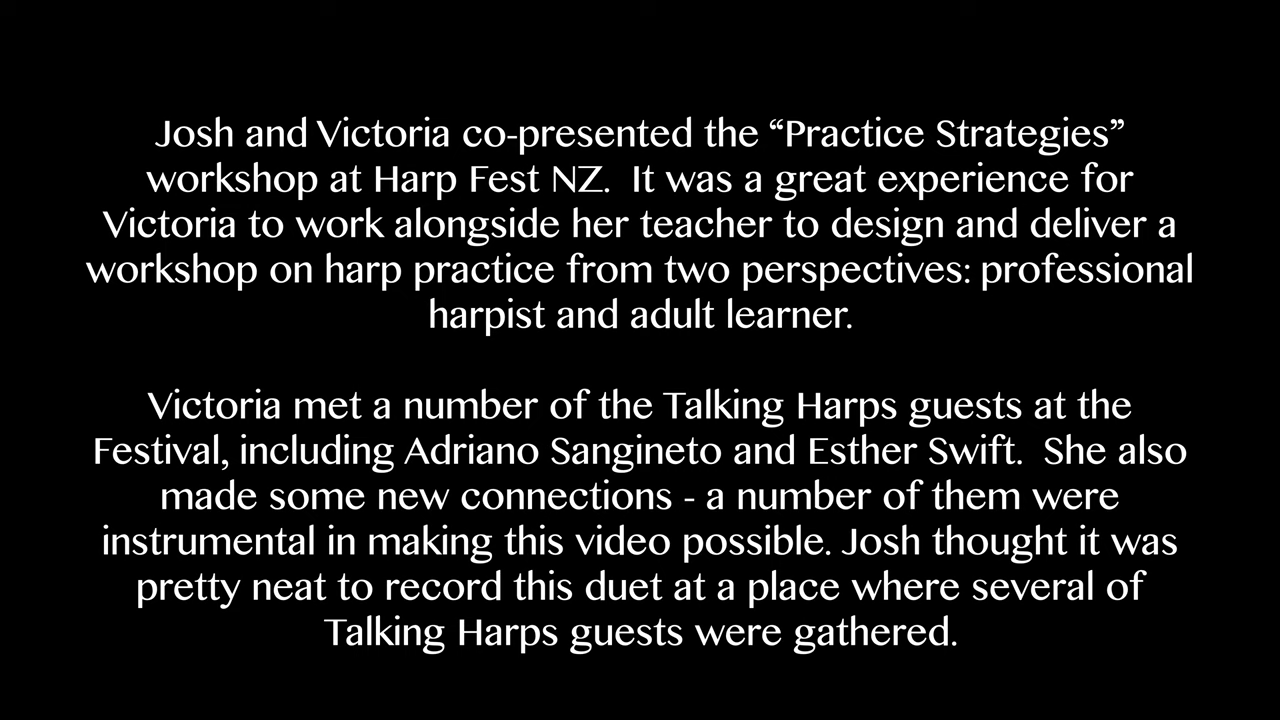 Josh and Victoria co-presented the “Practice Strategies”
workshop at Harp Fest NZ.  It was a great experience for
Victoria to work alongside her teacher to design and deliver a
workshop on harp practice from two perspectives: professional
harpist and adult learner.
Victoria met a number of the Talking Harps guests at the
Festival, including Adriano Sangineto and Esther Swift.  She also
made some new connections - a number of them were
instrumental in making this video possible. Josh thought it was
pretty neat to record this duet at a place where several of
Talking Harps guests were gathered.